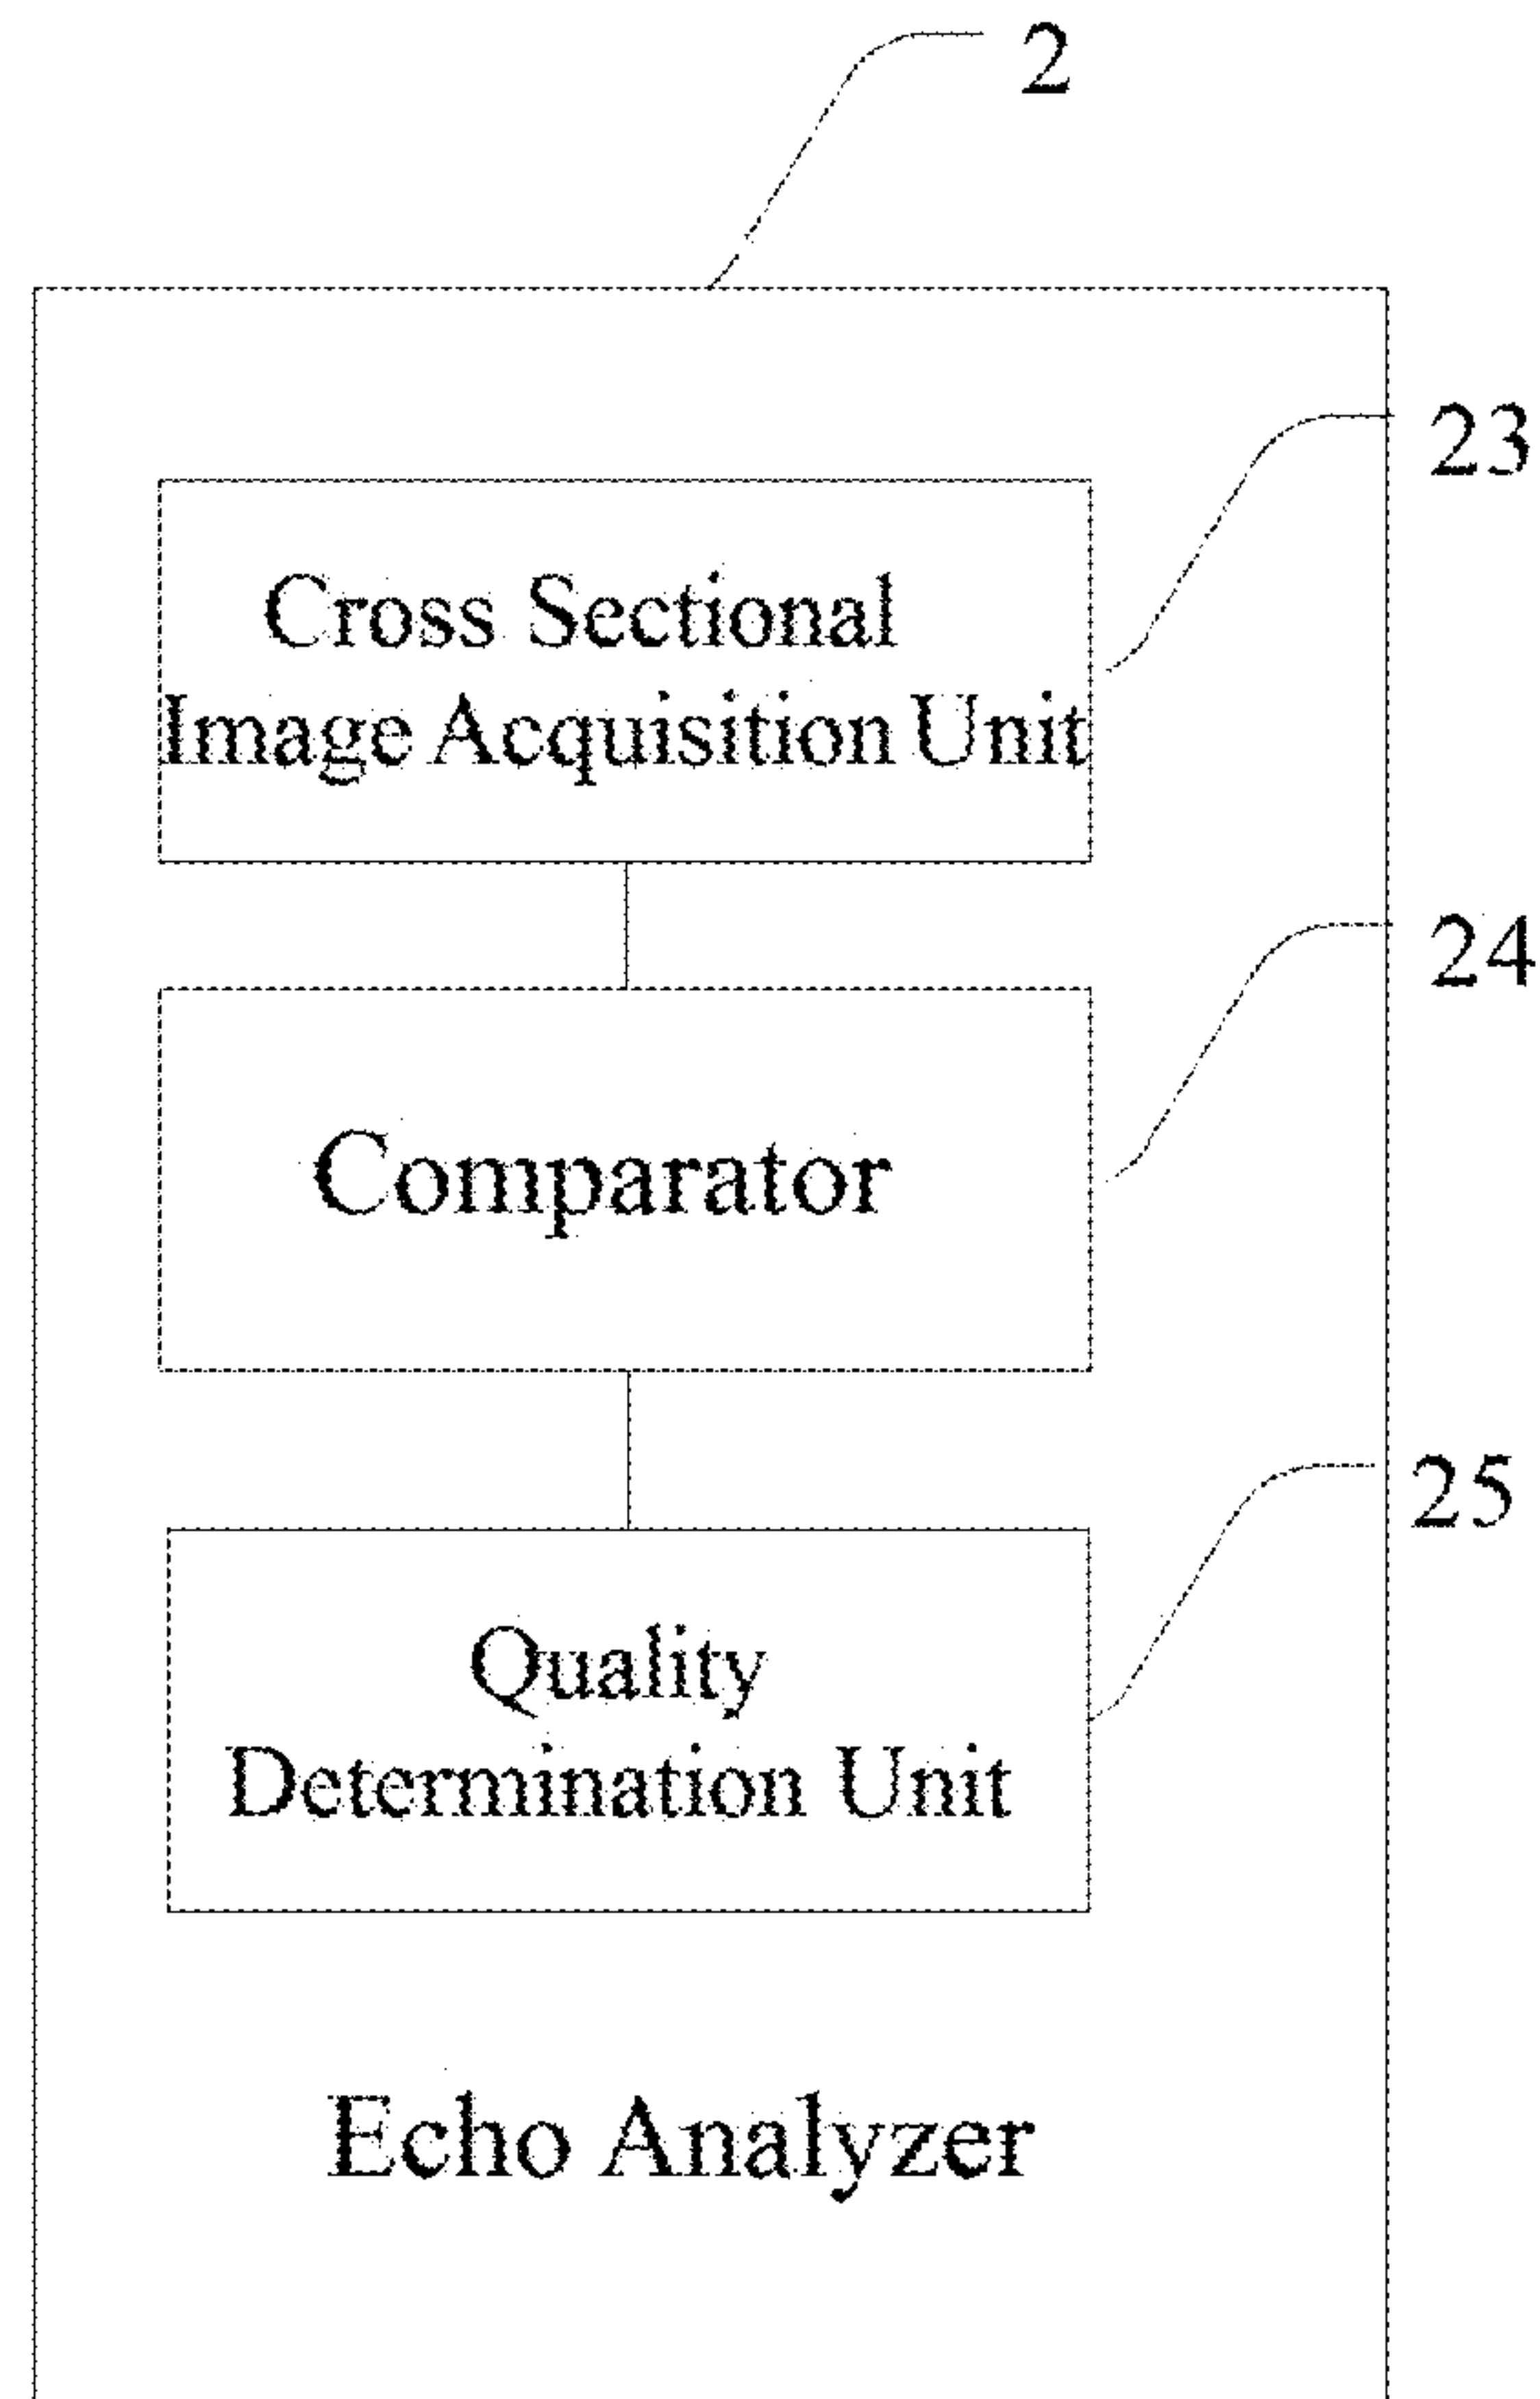 2
23
Cross Sectional
Image Acquisition Unit
24
Comparator
25
Quality
Determination Unit
Echo Analyzer